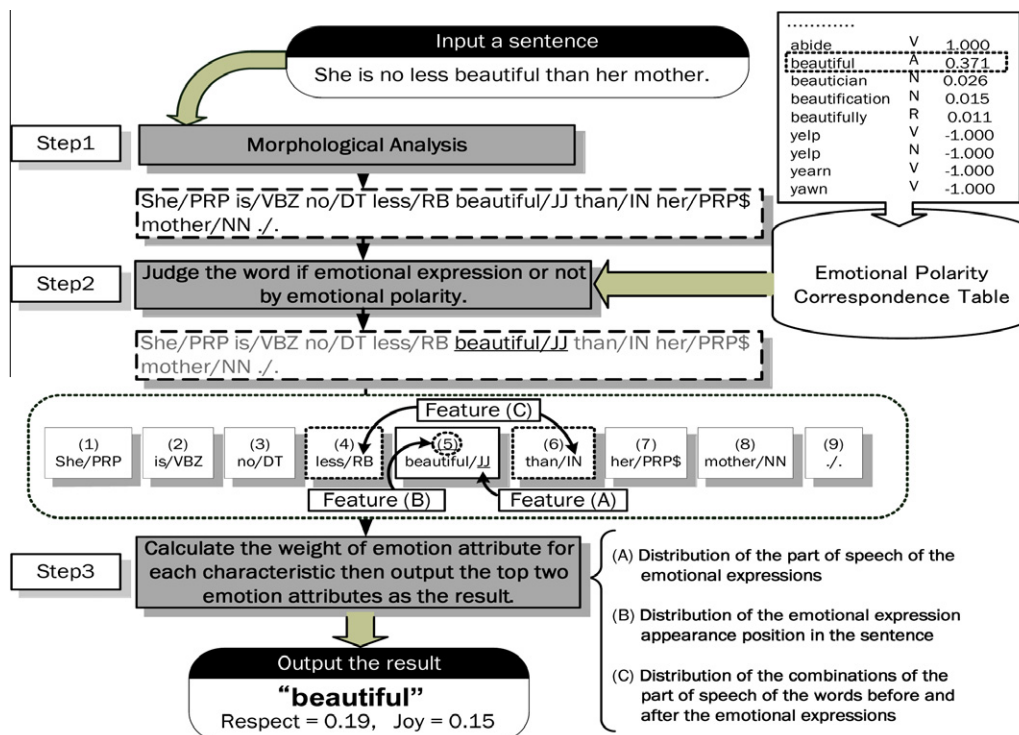 Input a sentence
She is no less beautiful than her mother.
............
abide V 1.000
beautiful A 0.371
beautician N 0.026
beautification N 0.015
beautifully R 0.011
yelp V -1.000
yelp N -1.000
yearn V -1.000
yawn V -1.000
Step1
Morphological Analysis
She/PRP is/VBZ no/DT less/RB beautiful/JJ than/IN her/PRP$
mother/NN ./.
Step2
Judge the word if emotional expression or not
by emotional polarity.
Emotional Polarity
Correspondence Table
She/PRP is/VBZ no/DT less/RB beautiful/JJ than/IN her/PRP$
mother/NN ./.
Feature (C)
(1) (2) (3) (4) (5) (6) (7) (8) (9)
She/PRP is/VBZ no/DT less/RB beautiful/JJ than/IN her/PRP$ mother/NN ./.
Feature (B) Feature (A)
Step3
Calculate the weight of emotion attribute for
each characteristic then output the top two
emotion attributes as the result.
(A) Distribution of the part of speech of the
emotional expressions
(B) Distribution of the emotional expression
appearance position in the sentence
(C) Distribution of the combinations of the
part of speech of the words before and
after the emotional expressions
Output the result
“beautiful”
Respect = 0.19, Joy = 0.15